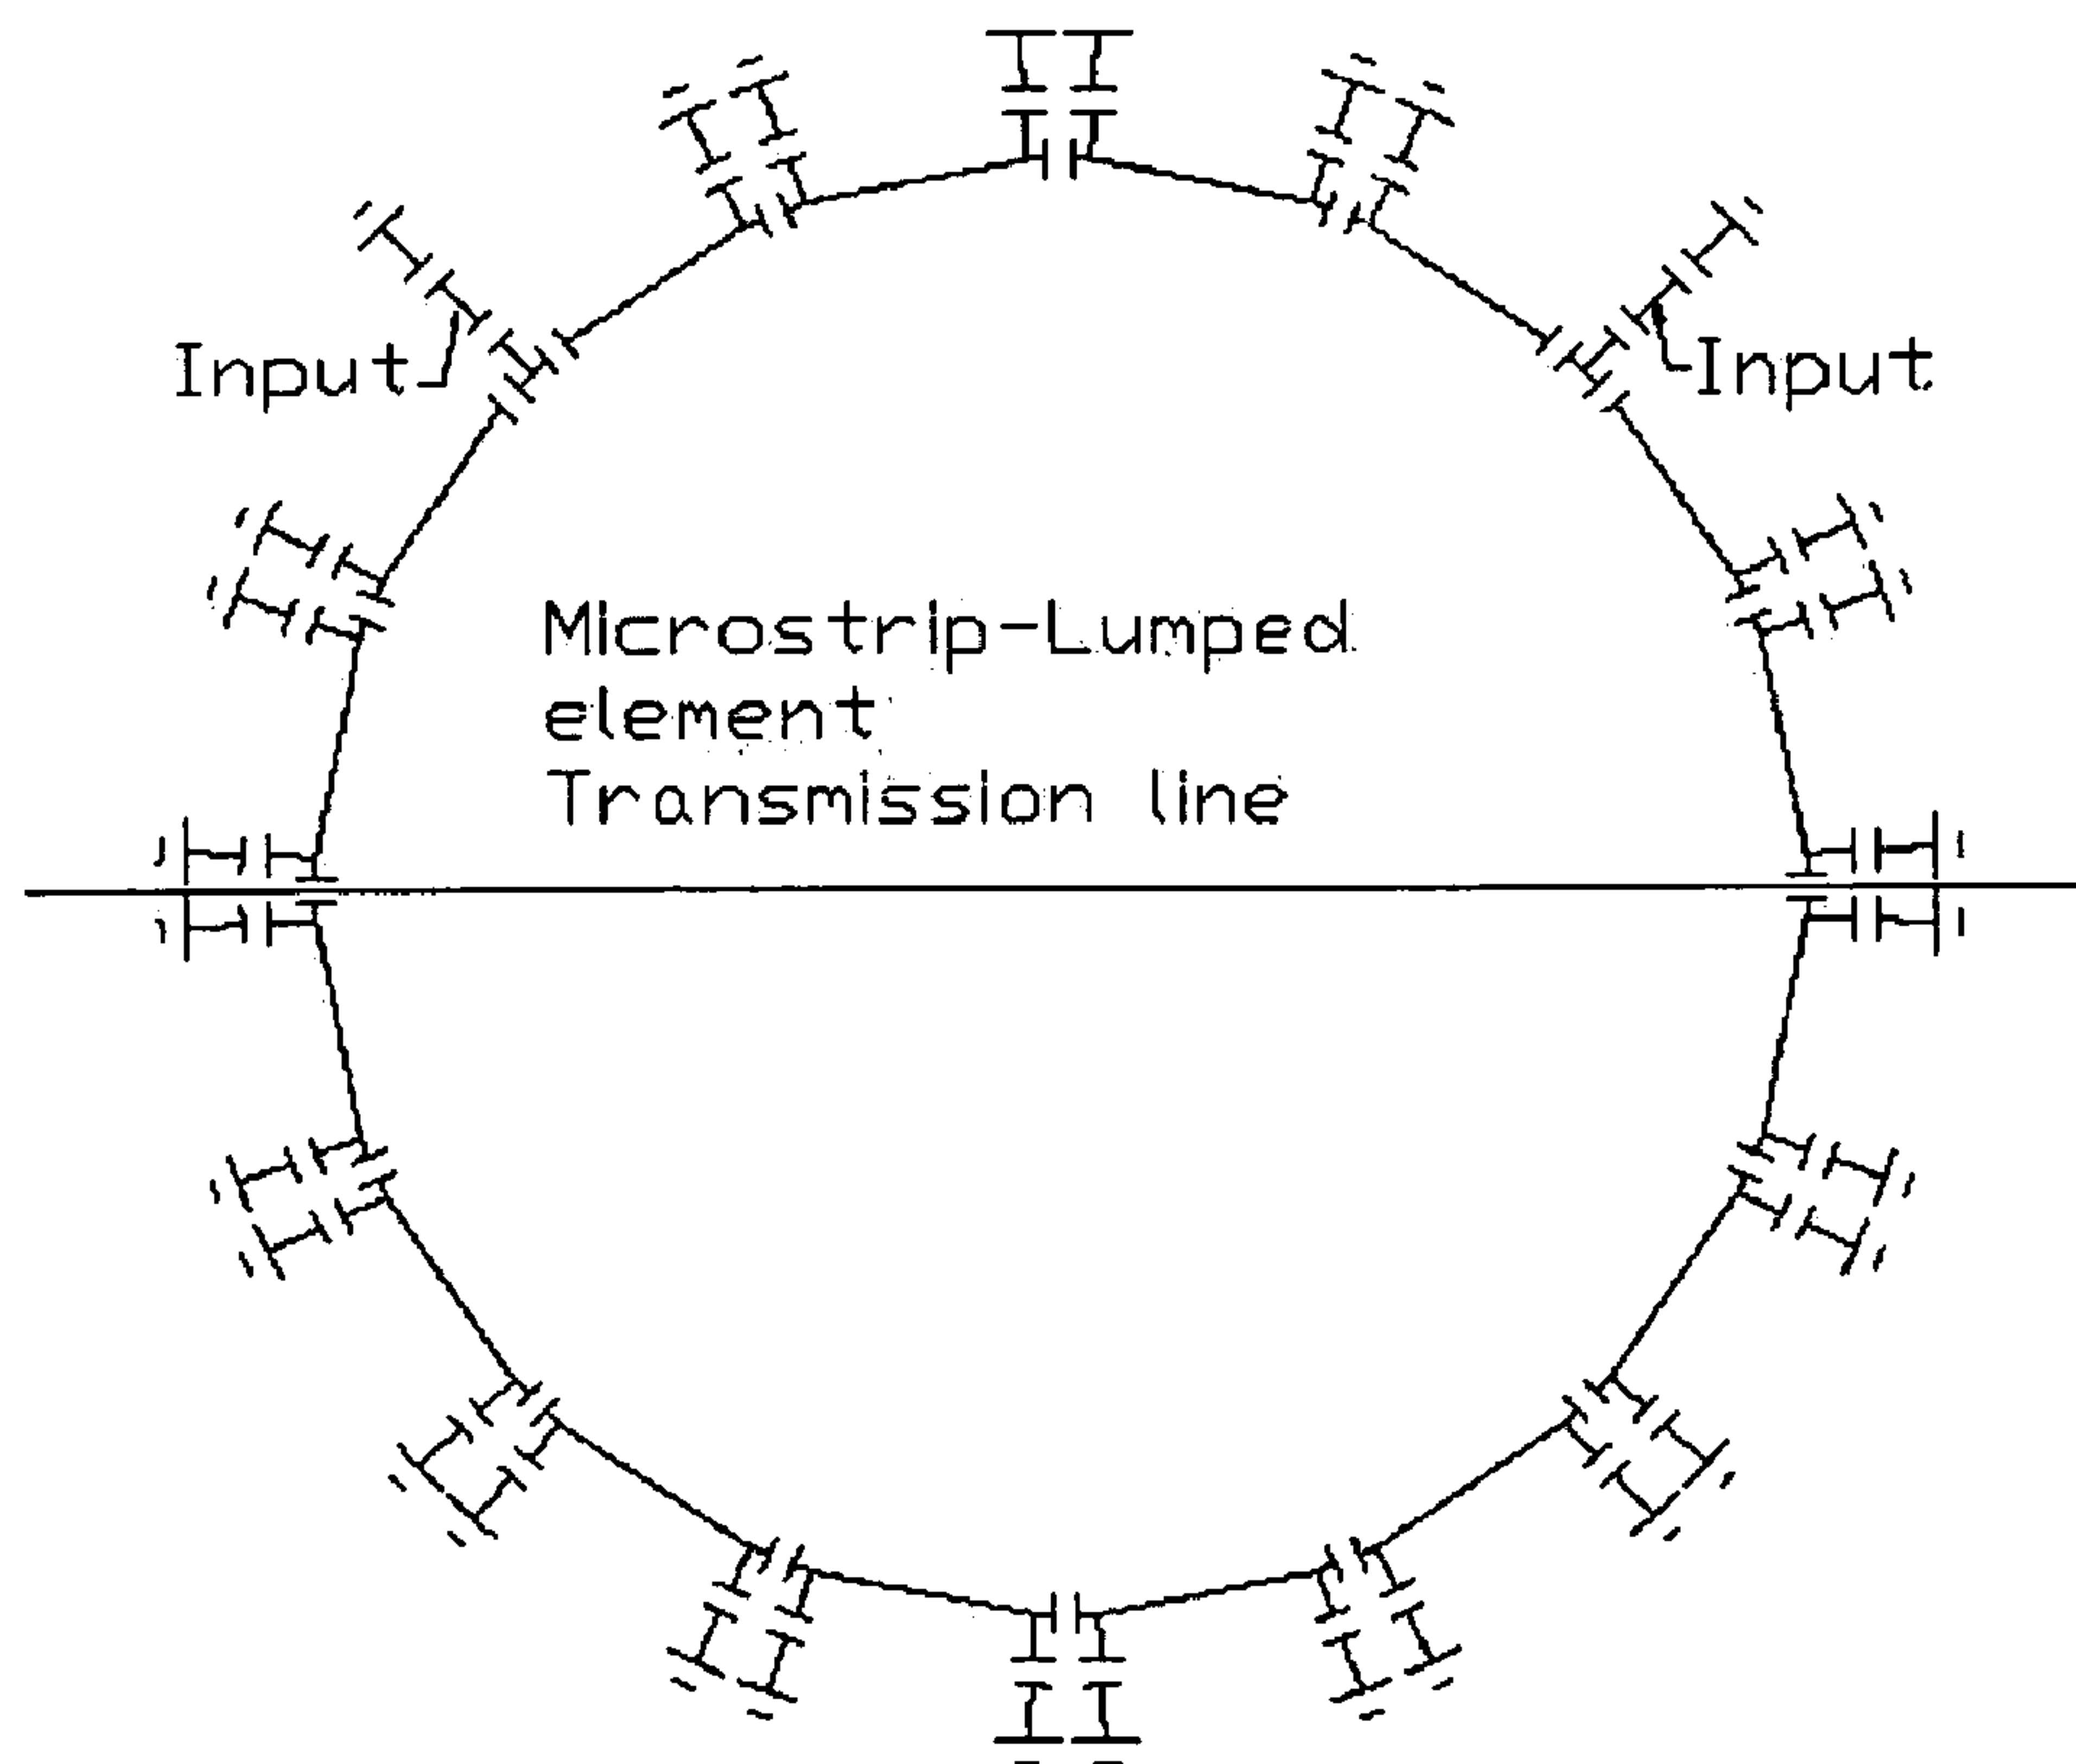 Input
Input
Microstrip-Lumped
element
Transmission line